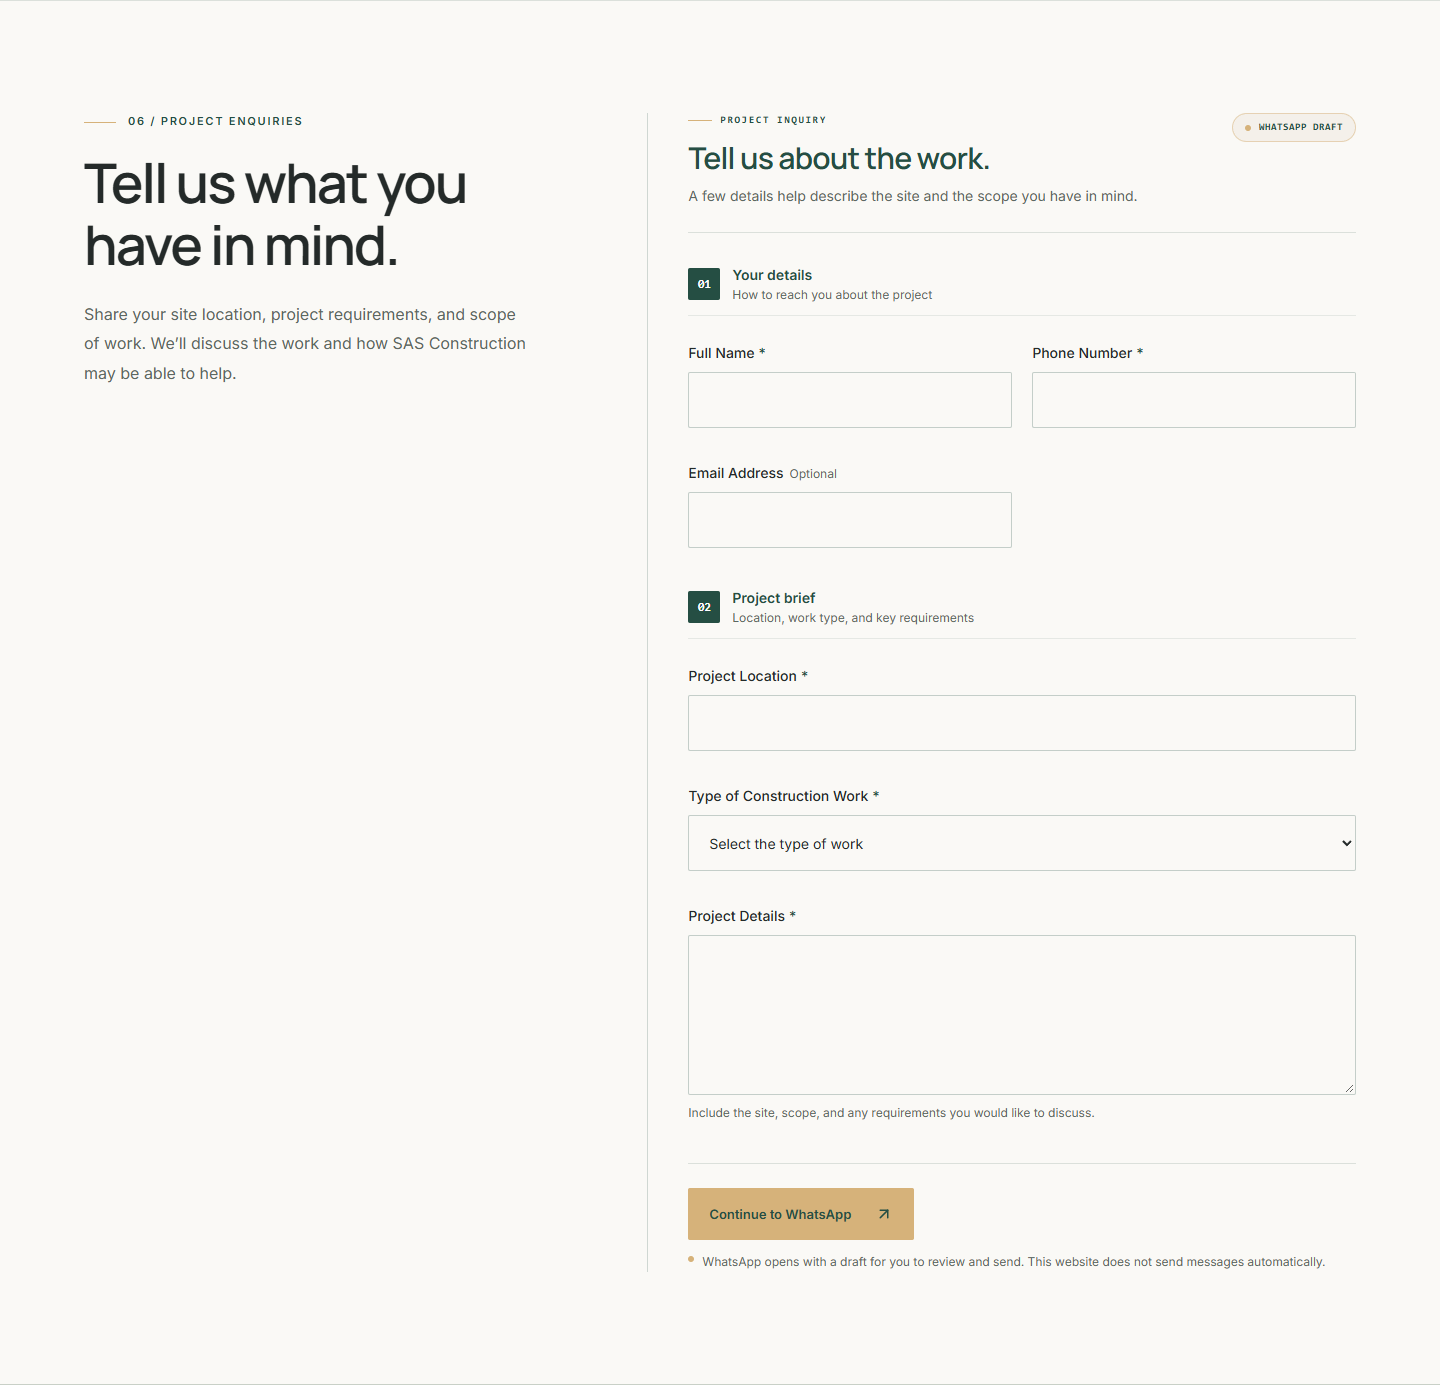 06 / PROJECT ENQUIRIES
Tell us what you
have in mind.
Share your site location, project requirements, and scope
of work. We’ll discuss the work and how SAS Construction
may be able to help.
PROJECT INQUIRY
WHATSAPP DRAFT
Tell us about the work.
A few details help describe the site and the scope you have in mind.
01
Your details
How to reach you about the project
Full Name *
Phone Number *
Email Address Optional
02
Project brief
Location, work type, and key requirements
Project Location *
Type of Construction Work *
Select the type of work
Project Details *
Include the site, scope, and any requirements you would like to discuss.
Continue to WhatsApp
WhatsApp opens with a draft for you to review and send. This website does not send messages automatically.